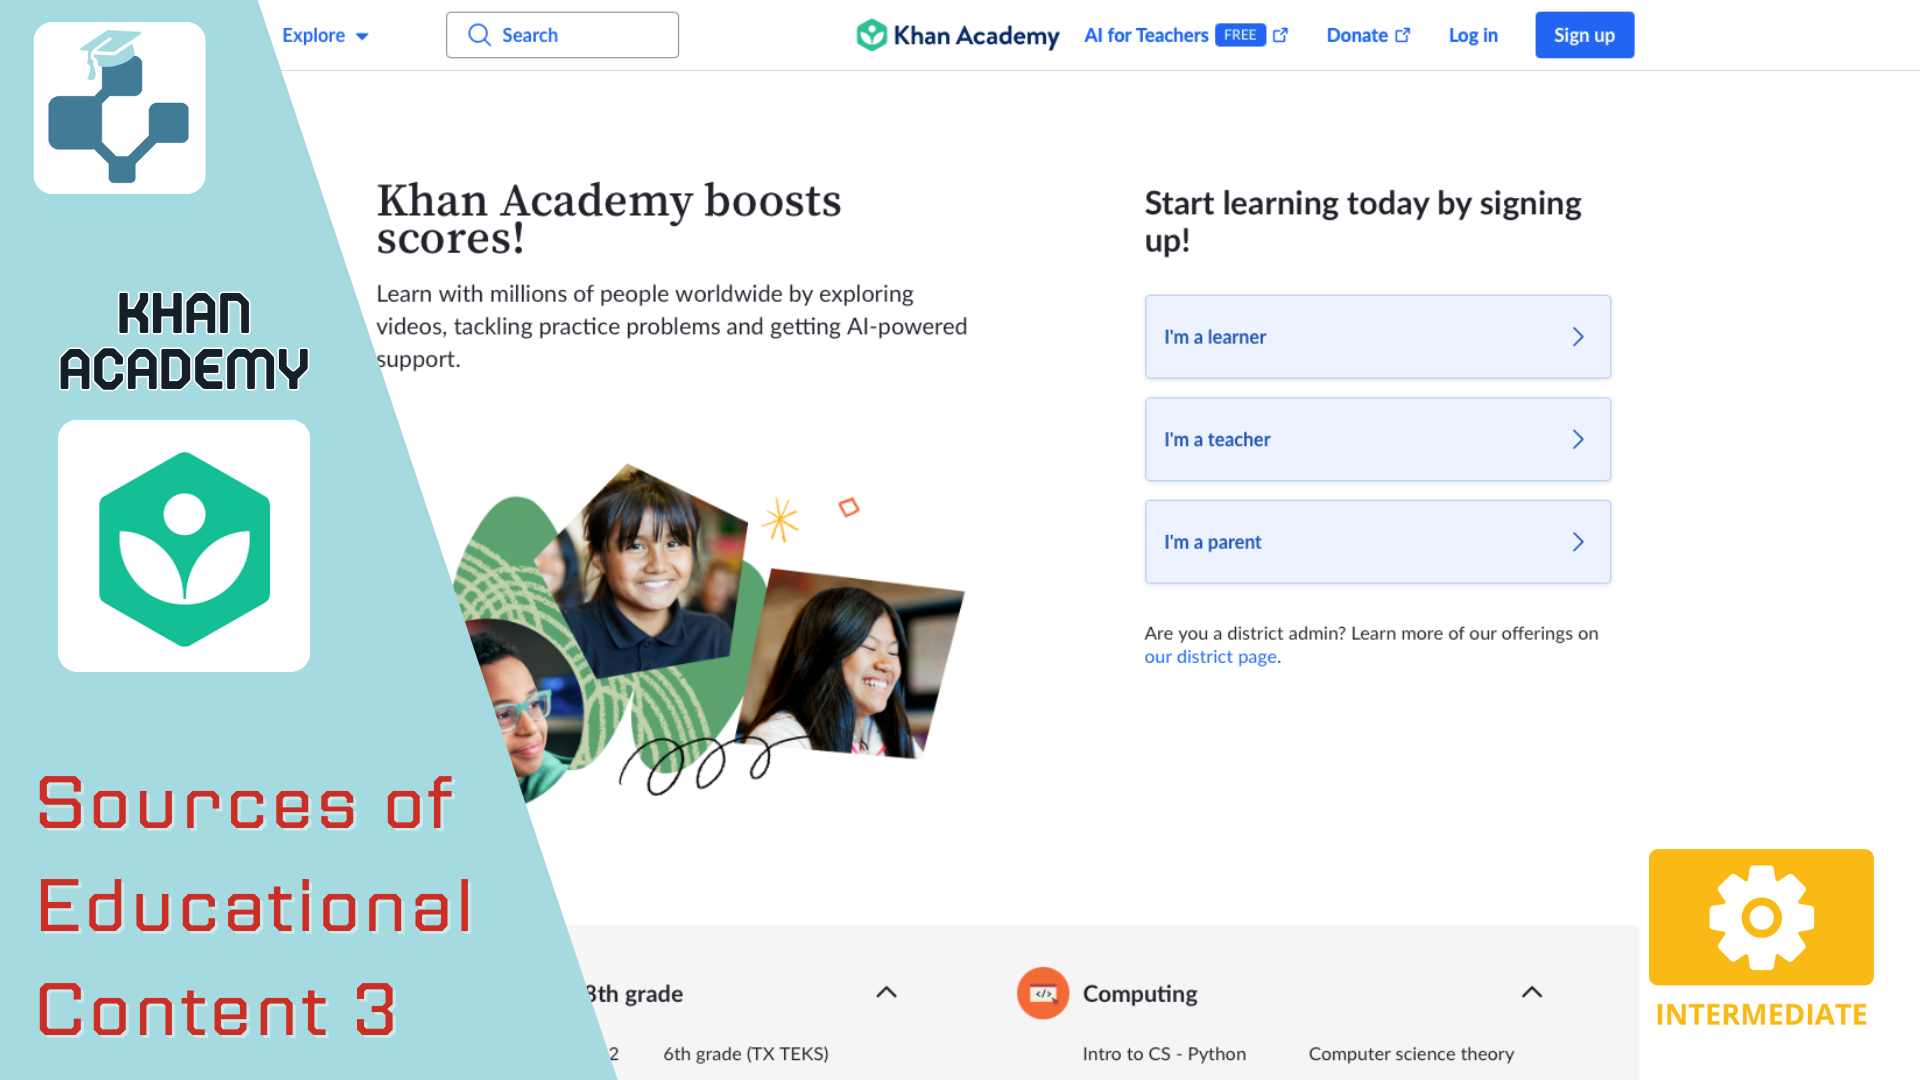 Explore
Search
Khan Academy
AI for Teachers FREE
Donate
Log in
Sign up
KHAN
ACADEMY
Sources of
Educational
Content 3
Khan Academy boosts
scores!
Learn with millions of people worldwide by exploring
videos, tackling practice problems and getting AI-powered
support.
Start learning today by signing
up!
I'm a learner
I'm a teacher
I'm a parent
Are you a district admin? Learn more of our offerings on
our district page.
8th grade
2
6th grade (TX TEKS)
</>
Computing
Intro to CS - Python
Computer science theory
INTERMEDIATE